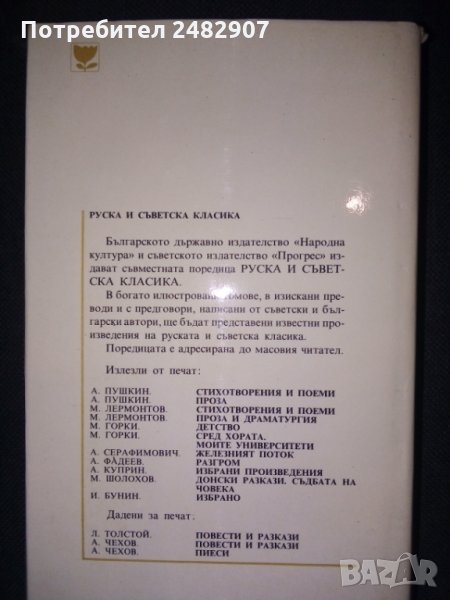 Потребител 2482907
РУСКА И СЪВЕТСКА КЛАСИКА
Българското държавно издателство «Народна
култура» и съветското издателство «Прогрес» из-
дават съвместната поредица РУСКА И СЪВЕТ-
СКА КЛАСИКА.
В богато илюстровани томове, в изискани пре-
води и с предговори, написани от съветски и бъл-
гарски автори, ще бъдат представени известни про-
изведения на руската и съветска класика.
Поредицата е адресирана до масовия читател.
Излезли от печат:
А. ПУШКИН. СТИХОТВОРЕНИЯ И ПОЕМИ
А. ПУШКИН. ПРОЗА
М. ЛЕРМОНТОВ. СТИХОТВОРЕНИЯ И ПОЕМИ
М. ЛЕРМОНТОВ. ПРОЗА И ДРАМАТУРГИЯ
М. ГОРКИ. ДЕТСТВО
М. ГОРКИ. СРЕД ХОРАТА.
МОИТЕ УНИВЕРСИТЕТИ
А. СЕРАФИМОВИЧ. ЖЕЛЕЗНИЯТ ПОТОК
А. ФАДЕЕВ. РАЗГРОМ
А. КУПРИН. ИЗБРАНИ ПРОИЗВЕДЕНИЯ
М. ШОЛОХОВ. ДОНСКИ РАЗКАЗИ. СЪДБАТА НА
ЧОВЕКА
И. БУНИН. ИЗБРАНО
Дадени за печат:
Л. ТОЛСТОЙ. ПОВЕСТИ И РАЗКАЗИ
А. ЧЕХОВ. ПОВЕСТИ И РАЗКАЗИ
А. ЧЕХОВ. ПИЕСИ
BAZAR